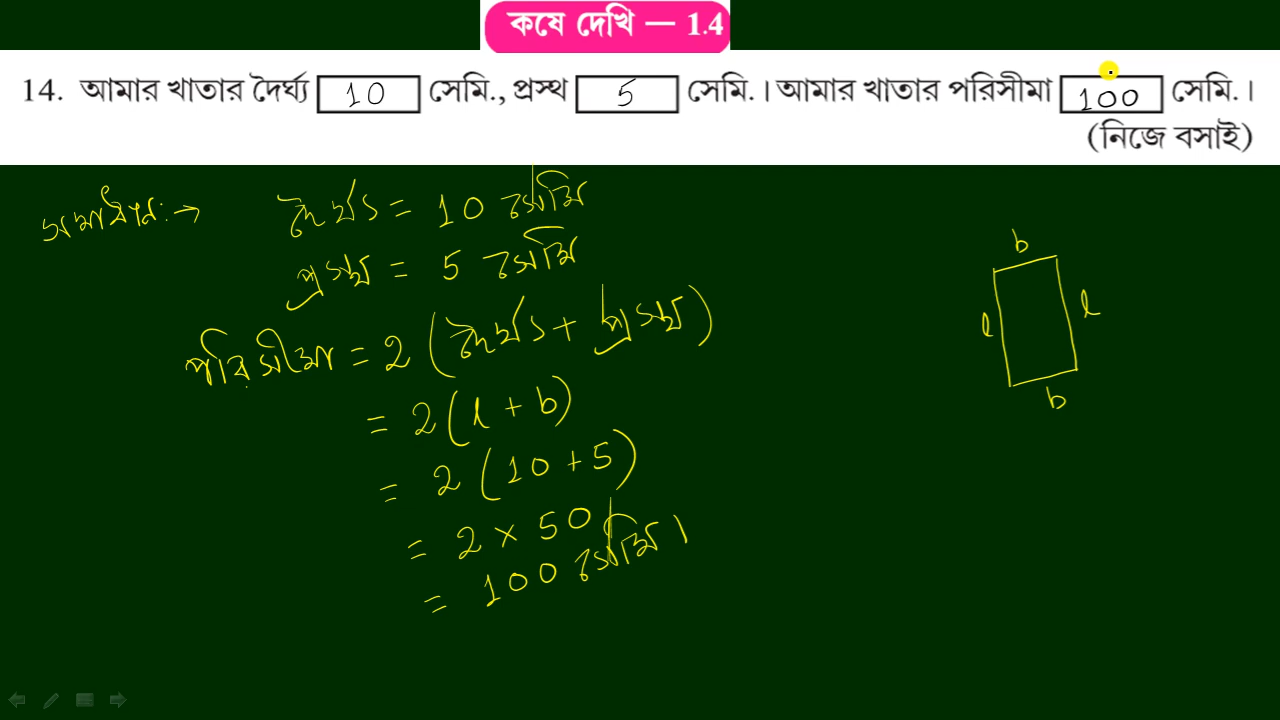 কষে দেখি — 1.4
14. আমার খাতার দৈর্ঘ্য 10 সেমি., প্রস্থ 5 সেমি.। আমার খাতার পরিসীমা 100 সেমি.।
(নিজে বসাই)
সমাধান:→ দৈর্ঘ্য = 10 সেমি
প্রস্থ = 5 সেমি
পরিসীমা = 2 (দৈর্ঘ্য + প্রস্থ)
= 2 (l + b)
= 2 (10 + 5)
= 2 × 50
= 100 সেমি।
b
l
l
b